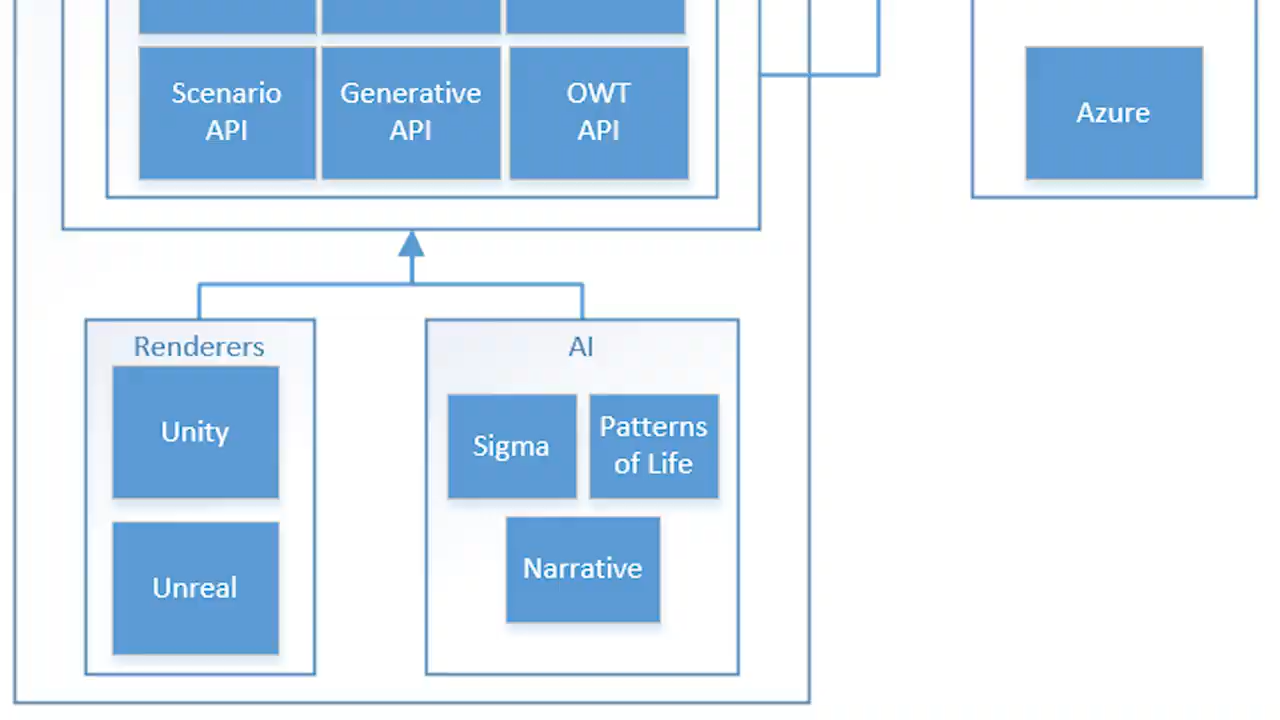 Scenario
API
Generative
API
OWT
API
Azure
Renderers
Unity
Unreal
AI
Sigma
Patterns
of Life
Narrative